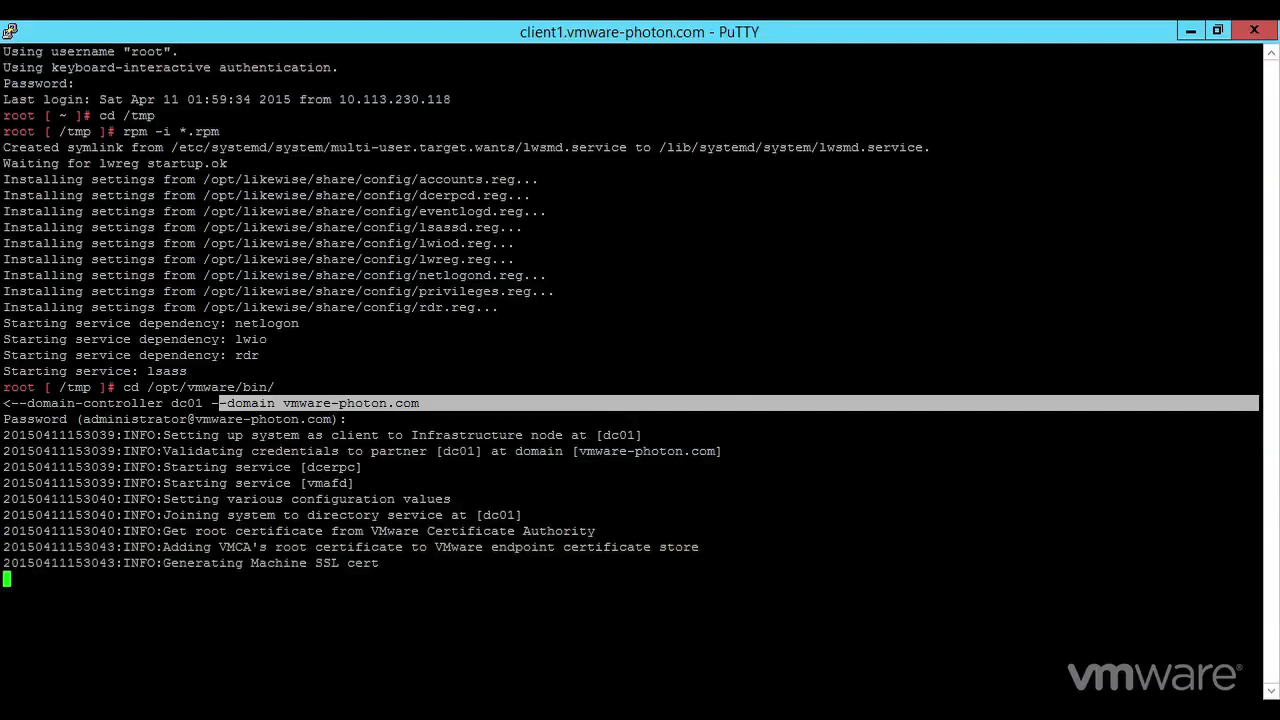 client1.vmware-photon.com - PuTTY
Using username "root".
Using keyboard-interactive authentication.
Password:
Last login: Sat Apr 11 01:59:34 2015 from 10.113.230.118
root [ ~ ]# cd /tmp
root [ /tmp ]# rpm -i *.rpm
Created symlink from /etc/systemd/system/multi-user.target.wants/lwsmd.service to /lib/systemd/system/lwsmd.service.
Waiting for lwreg startup.ok
Installing settings from /opt/likewise/share/config/accounts.reg...
Installing settings from /opt/likewise/share/config/dcerpcd.reg...
Installing settings from /opt/likewise/share/config/eventlogd.reg...
Installing settings from /opt/likewise/share/config/lsassd.reg...
Installing settings from /opt/likewise/share/config/lwiod.reg...
Installing settings from /opt/likewise/share/config/lwreg.reg...
Installing settings from /opt/likewise/share/config/netlogond.reg...
Installing settings from /opt/likewise/share/config/privileges.reg...
Installing settings from /opt/likewise/share/config/rdr.reg...
Starting service dependency: netlogon
Starting service dependency: lwio
Starting service dependency: rdr
Starting service: lsass
root [ /tmp ]# cd /opt/vmware/bin/
<--domain-controller dc01 --domain vmware-photon.com
Password (administrator@vmware-photon.com):
20150411153039:INFO:Setting up system as client to Infrastructure node at [dc01]
20150411153039:INFO:Validating credentials to partner [dc01] at domain [vmware-photon.com]
20150411153039:INFO:Starting service [dcerpc]
20150411153039:INFO:Starting service [vmafd]
20150411153040:INFO:Setting various configuration values
20150411153040:INFO:Joining system to directory service at [dc01]
20150411153040:INFO:Get root certificate from VMware Certificate Authority
20150411153043:INFO:Adding VMCA's root certificate to VMware endpoint certificate store
20150411153043:INFO:Generating Machine SSL cert
vmware®